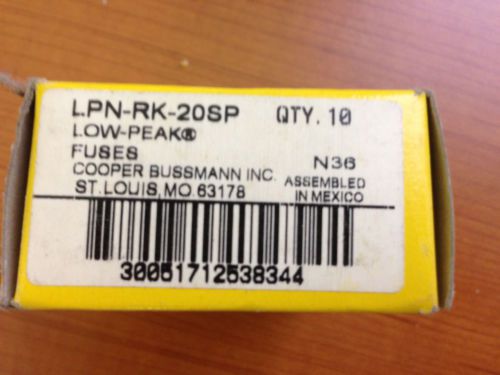 LPN-RK-20SP QTY. 10
LOW-PEAK®
FUSES
COOPER BUSSMANN INC. N36
ST. LOUIS, MO. 63178 ASSEMBLED
IN MEXICO
30051712538344